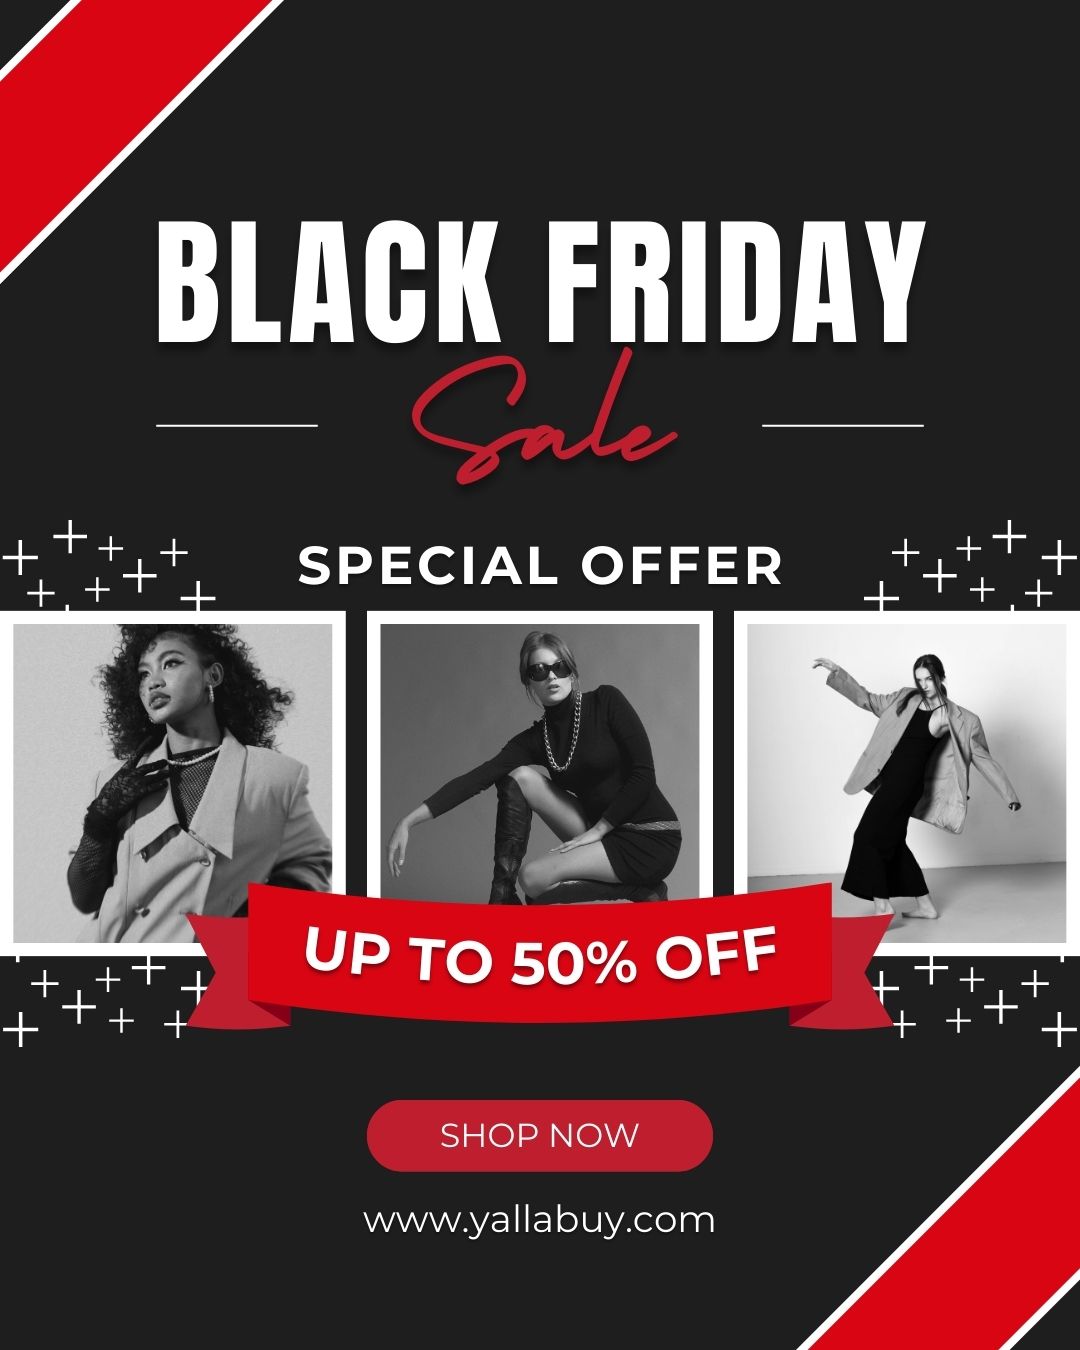 BLACK FRIDAY
Sale
SPECIAL OFFER
UP TO 50% OFF
SHOP NOW
www.yallabuy.com